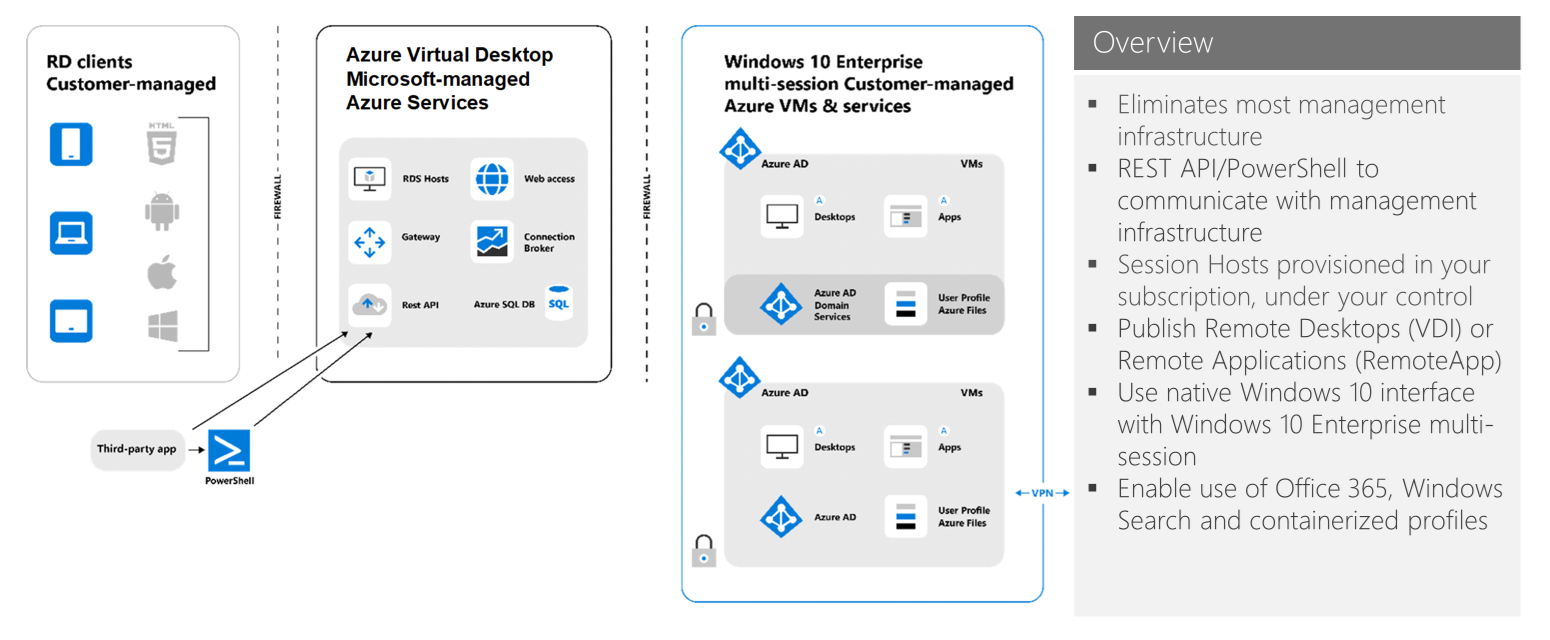 RD clients
Customer-managed
HTML
5
FIREWALL
Azure Virtual Desktop
Microsoft-managed
Azure Services
RDS Hosts
Web access
Gateway
Connection
Broker
Rest API
Azure SQL DB
SQL
Third-party app
PowerShell
FIREWALL
Windows 10 Enterprise
multi-session Customer-managed
Azure VMs & services
Azure AD
VMs
A
Desktops
A
Apps
Azure AD
Domain
Services
User Profile
Azure Files
Azure AD
VMs
A
Desktops
A
Apps
Azure AD
User Profile
Azure Files
VPN
Overview
▪ Eliminates most management
infrastructure
▪ REST API/PowerShell to
communicate with management
infrastructure
▪ Session Hosts provisioned in your
subscription, under your control
▪ Publish Remote Desktops (VDI) or
Remote Applications (RemoteApp)
▪ Use native Windows 10 interface
with Windows 10 Enterprise multi-
session
▪ Enable use of Office 365, Windows
Search and containerized profiles